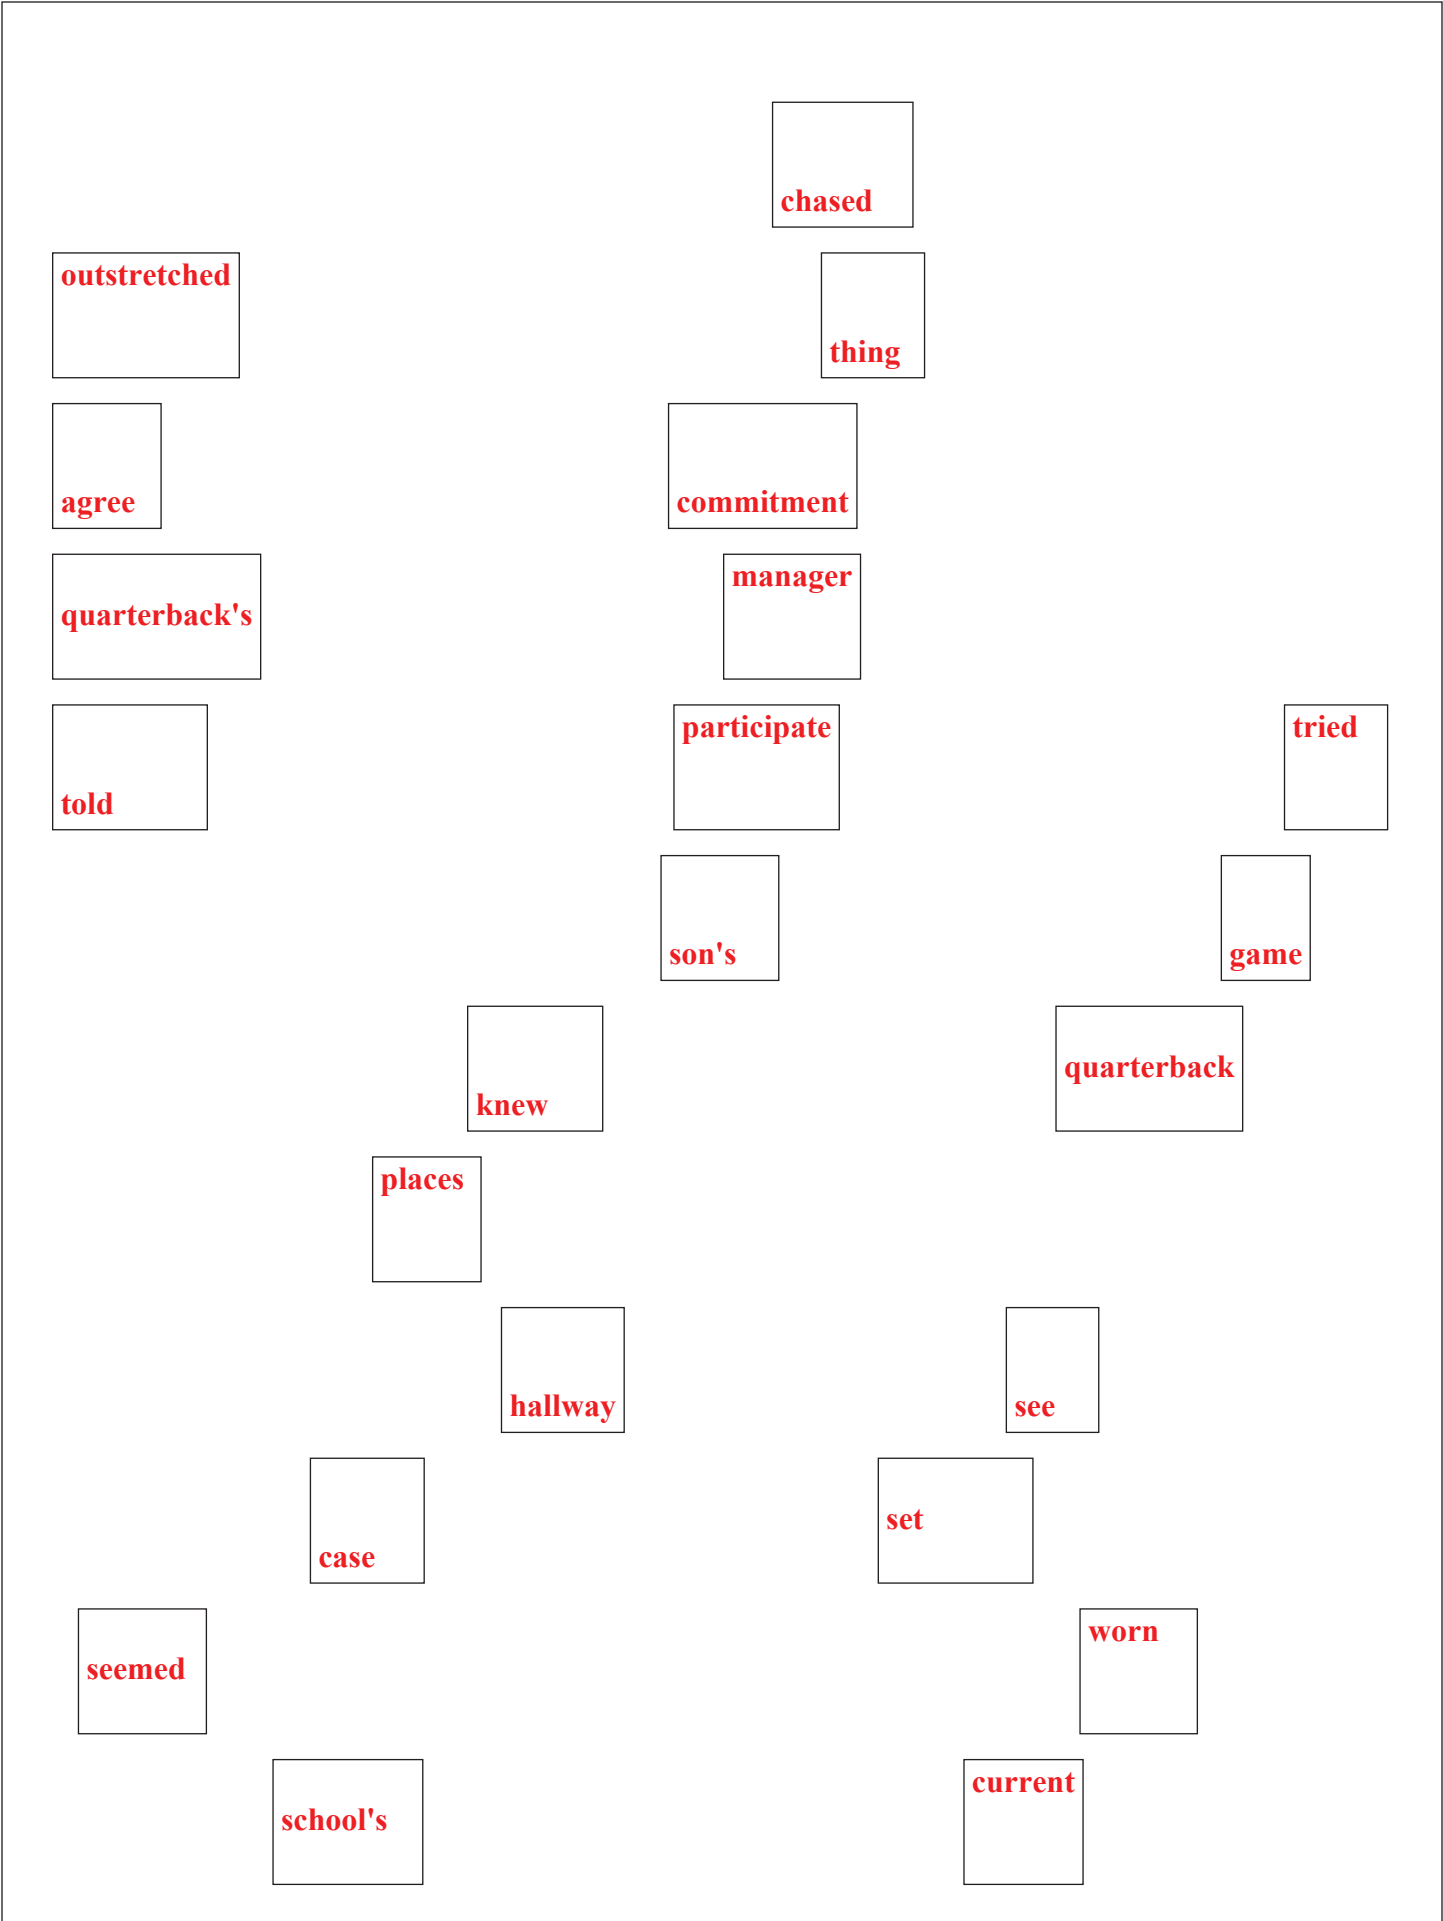 chased
outstretched thing
agree commitment
quarterback's manager
told participate tried
son's game
knew quarterback
places
hallway see
case set
seemed worn
school's current